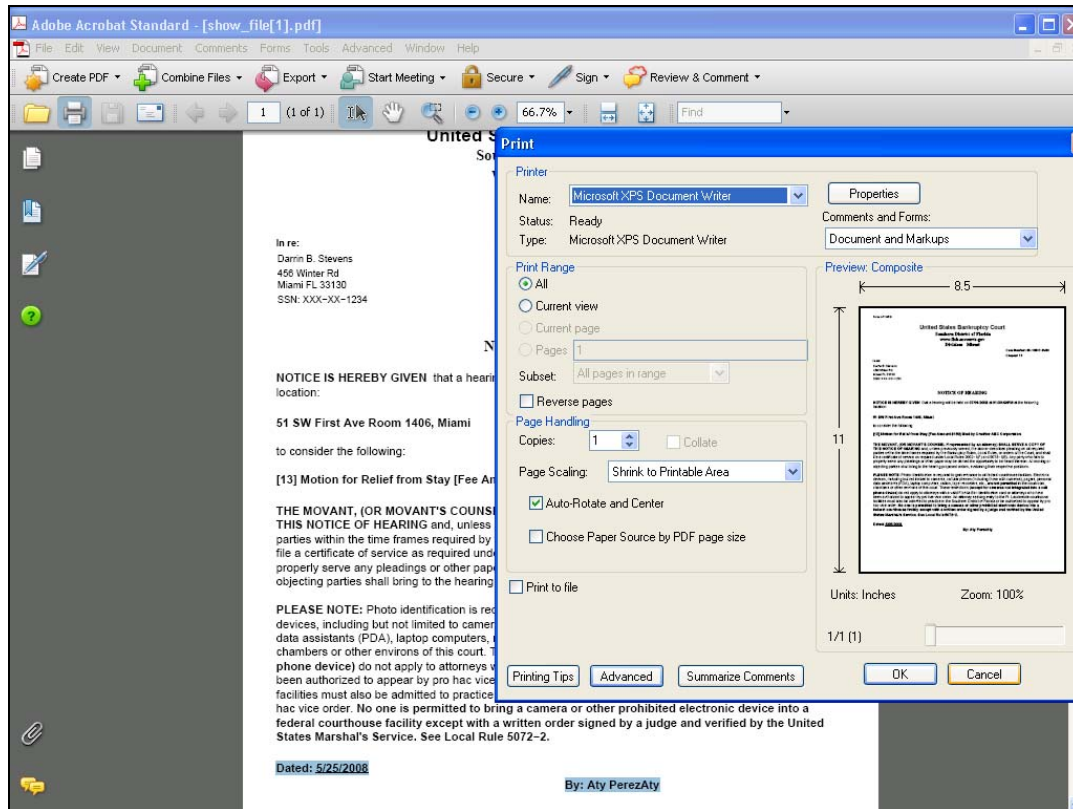 Adobe Acrobat Standard - [show_file[1].pdf]
File Edit View Document Comments Forms Tools Advanced Window Help
Create PDF Combine Files Export Start Meeting Secure Sign Review & Comment
1 (1 of 1) 66.7% Find
United S
Sou
In re:
Darrin B. Stevens
456 Winter Rd
Miami FL 33130
SSN: XXX-XX-1234
N
NOTICE IS HEREBY GIVEN that a hearin
location:
51 SW First Ave Room 1406, Miami
to consider the following:
[13] Motion for Relief from Stay [Fee An
THE MOVANT, (OR MOVANT'S COUNS
THIS NOTICE OF HEARING and, unless
parties within the time frames required by
file a certificate of service as required und
properly serve any pleadings or other pap
objecting parties shall bring to the hearing
PLEASE NOTE: Photo identification is req
devices, including but not limited to camer
data assistants (PDA), laptop computers,
chambers or other environs of this court. T
phone device) do not apply to attorneys w
been authorized to appear by pro hac vice
facilities must also be admitted to practice
hac vice order. No one is permitted to bring a camera or other prohibited electronic device into a
federal courthouse facility except with a written order signed by a judge and verified by the United
States Marshal's Service. See Local Rule 5072-2.
Dated: 5/25/2008
By: Aty PerezAty
Print
Printer
Name: Microsoft XPS Document Writer Properties
Status: Ready
Comments and Forms:
Type: Microsoft XPS Document Writer
Document and Markups
Print Range
All
Current view
Current page
Pages 1
Subset: All pages in range
Reverse pages
Page Handling
Copies: 1 Collate
Page Scaling: Shrink to Printable Area
Auto-Rotate and Center
Choose Paper Source by PDF page size
Print to file
Preview: Composite
8.5
11
United States Bankruptcy Court
Southern District of Florida
NOTICE OF HEARING
Units: Inches Zoom: 100%
1/1 (1)
Printing Tips Advanced Summarize Comments OK Cancel